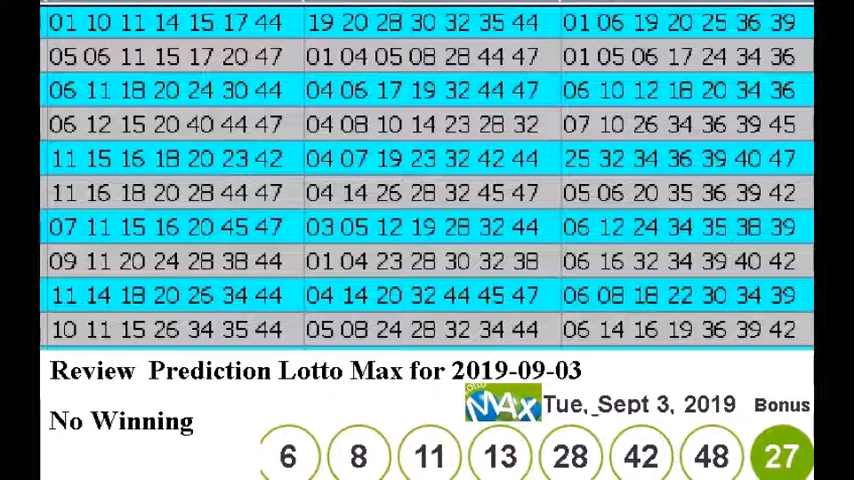 01 10 11 14 15 17 44 19 20 28 30 32 35 44 01 06 19 20 25 36 39
05 06 11 15 17 20 47 01 04 05 08 28 44 47 01 05 06 17 24 34 36
06 11 18 20 24 30 44 04 06 17 19 32 44 47 06 10 12 18 20 34 36
06 12 15 20 40 44 47 04 08 10 14 23 28 32 07 10 26 34 36 39 45
11 15 16 18 20 23 42 04 07 19 23 32 42 44 25 32 34 36 39 40 47
11 16 18 20 28 44 47 04 14 26 28 32 45 47 05 06 20 35 36 39 42
07 11 15 16 20 45 47 03 05 12 19 28 32 44 06 12 24 34 35 38 39
09 11 20 24 28 38 44 01 04 23 28 30 32 38 06 16 32 34 39 40 42
11 14 18 20 26 34 44 04 14 20 32 44 45 47 06 08 18 22 30 34 39
10 11 15 26 34 35 44 05 08 24 28 32 34 44 06 14 16 19 36 39 42
Review Prediction Lotto Max for 2019-09-03
No Winning
LOTTO MAX Tue, Sept 3, 2019 Bonus
6 8 11 13 28 42 48 27